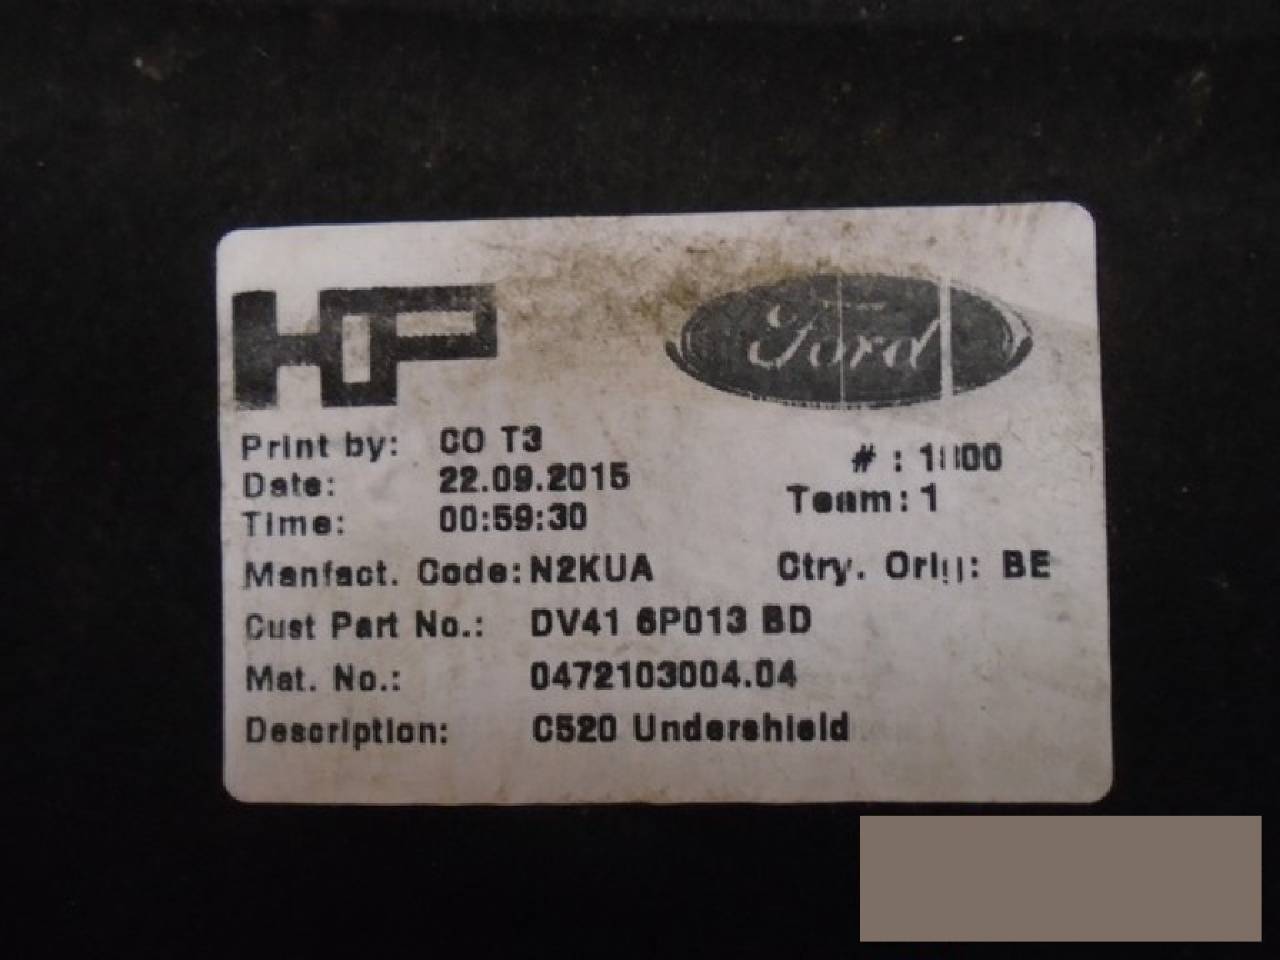 HP Ford
Print by: CO T3
# :
Date: 22.09.2015
Team: 1
Time: 00:59:30
Manfact. Code: N2KUA Ctry. Orig: BE
Cust Part No.: DV41 6P013 BD
Mat. No.: 0472103004.04
Description: C520 Undershield